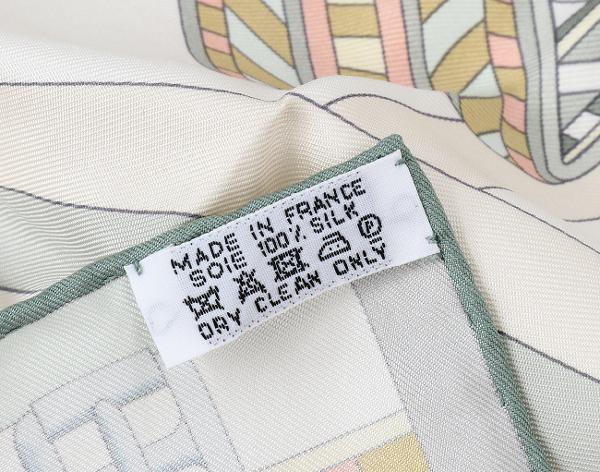 MADE IN FRANCE
SOIE 100% SILK
P
DRY CLEAN ONLY